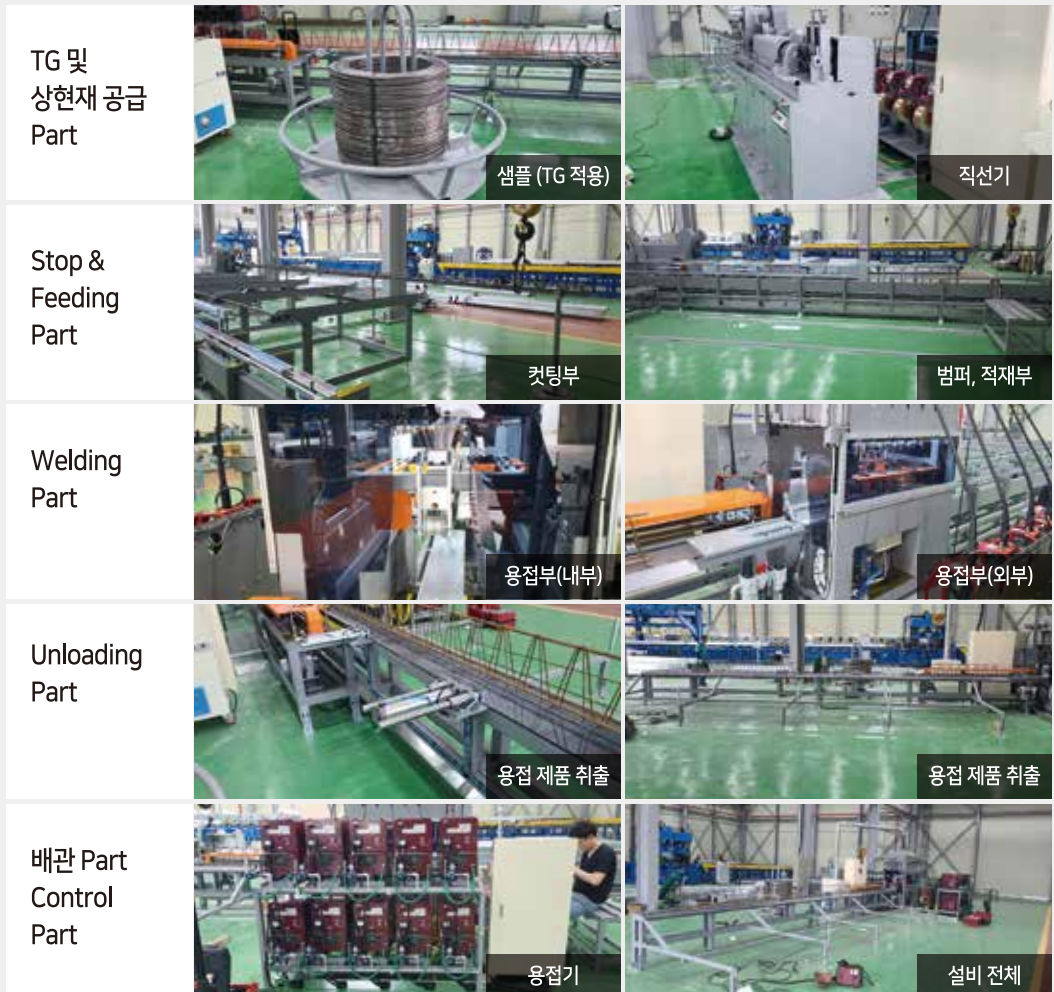 TG 및
상현재 공급
Part
샘플 (TG 적용)
직선기
Stop &
Feeding
Part
컷팅부
범퍼, 적재부
Welding
Part
용접부(내부)
용접부(외부)
Unloading
Part
용접 제품 취출
용접 제품 취출
배관 Part
Control
Part
용접기
설비 전체